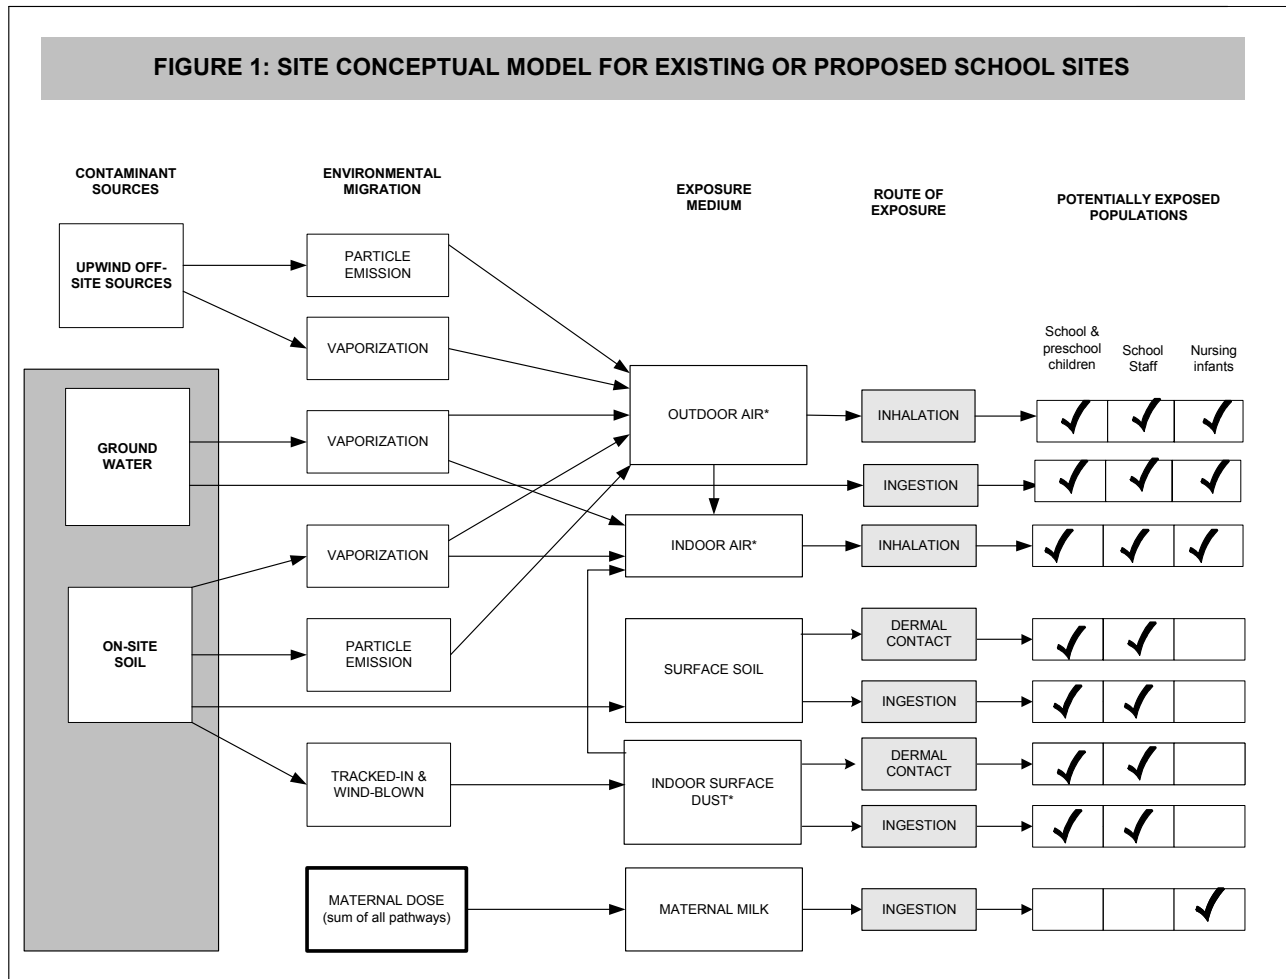 FIGURE 1: SITE CONCEPTUAL MODEL FOR EXISTING OR PROPOSED SCHOOL SITES
CONTAMINANT
SOURCES
ENVIRONMENTAL
MIGRATION
EXPOSURE
MEDIUM
ROUTE OF
EXPOSURE
POTENTIALLY EXPOSED
POPULATIONS
UPWIND OFF-
SITE SOURCES
PARTICLE
EMISSION
VAPORIZATION
School &
preschool
children
School
Staff
Nursing
infants
GROUND
WATER
VAPORIZATION
OUTDOOR AIR*
INHALATION
INGESTION
VAPORIZATION
INDOOR AIR*
INHALATION
ON-SITE
SOIL
PARTICLE
EMISSION
SURFACE SOIL
DERMAL
CONTACT
INGESTION
TRACKED-IN &
WIND-BLOWN
INDOOR SURFACE
DUST*
DERMAL
CONTACT
INGESTION
MATERNAL DOSE
(sum of all pathways)
MATERNAL MILK
INGESTION